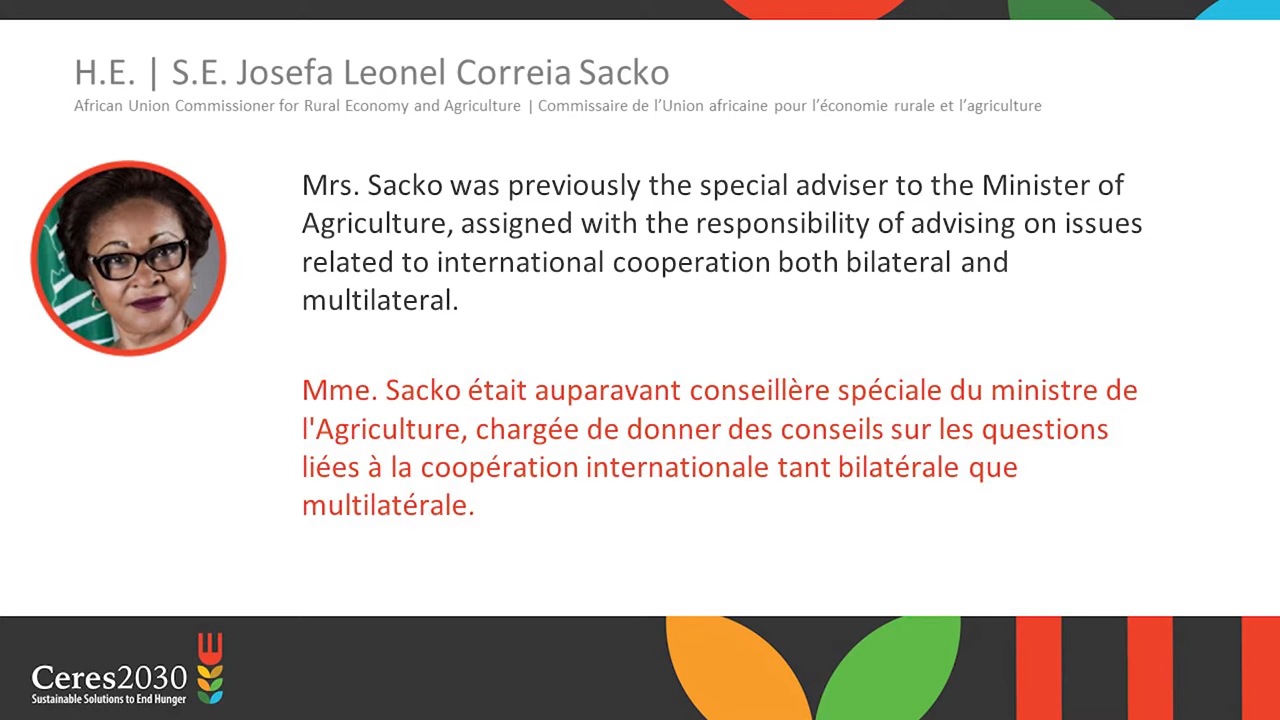 H.E. | S.E. Josefa Leonel Correia Sacko
African Union Commissioner for Rural Economy and Agriculture | Commissaire de l’Union africaine pour l’économie rurale et l’agriculture
Mrs. Sacko was previously the special adviser to the Minister of
Agriculture, assigned with the responsibility of advising on issues
related to international cooperation both bilateral and
multilateral.
Mme. Sacko était auparavant conseillère spéciale du ministre de
l'Agriculture, chargée de donner des conseils sur les questions
liées à la coopération internationale tant bilatérale que
multilatérale.
Ceres2030
Sustainable Solutions to End Hunger